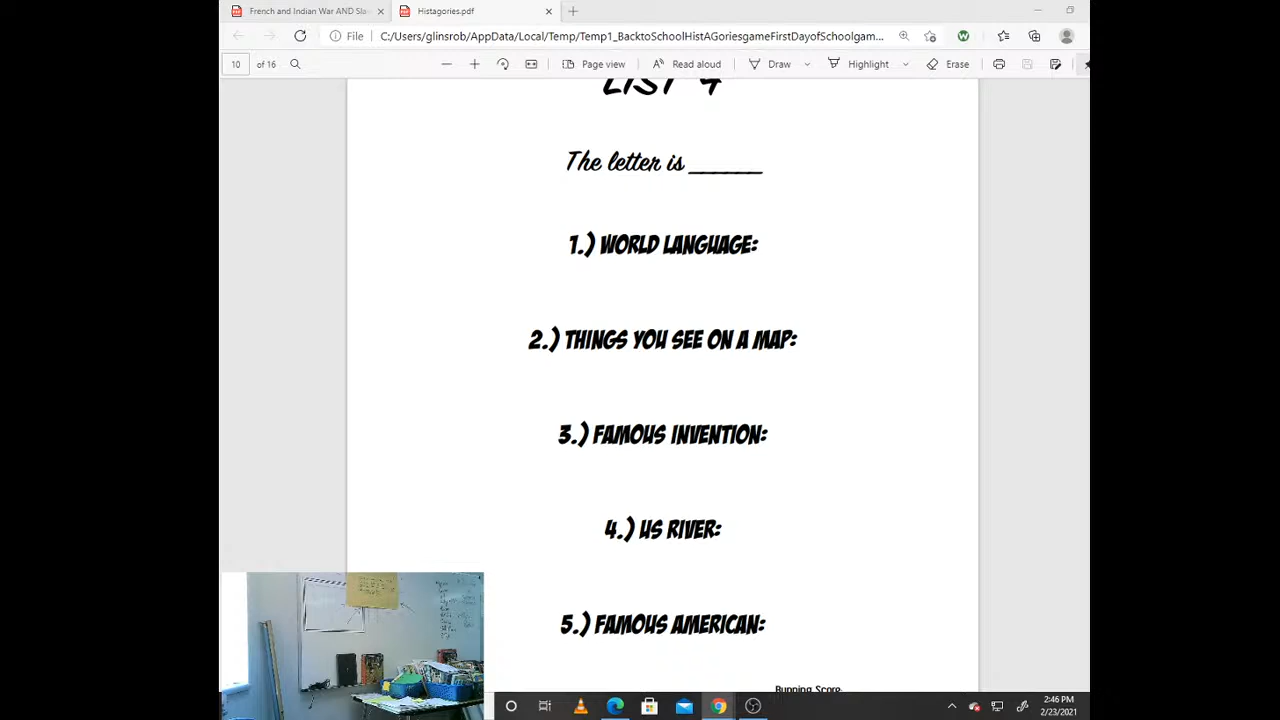 French and Indian War AND Sla
Histagories.pdf
File
C:/Users/glinsrob/AppData/Local/Temp/Temp1_BacktoSchoolHistAGoriesgameFirstDayofSchoolgam...
10 of 16
Page view
Read aloud
Draw
Highlight
Erase
LIST 4
The letter is ______
1.) WORLD LANGUAGE:
2.) THINGS YOU SEE ON A MAP:
3.) FAMOUS INVENTION:
4.) US RIVER:
5.) FAMOUS AMERICAN:
Running Score:
2:46 PM
2/23/2021